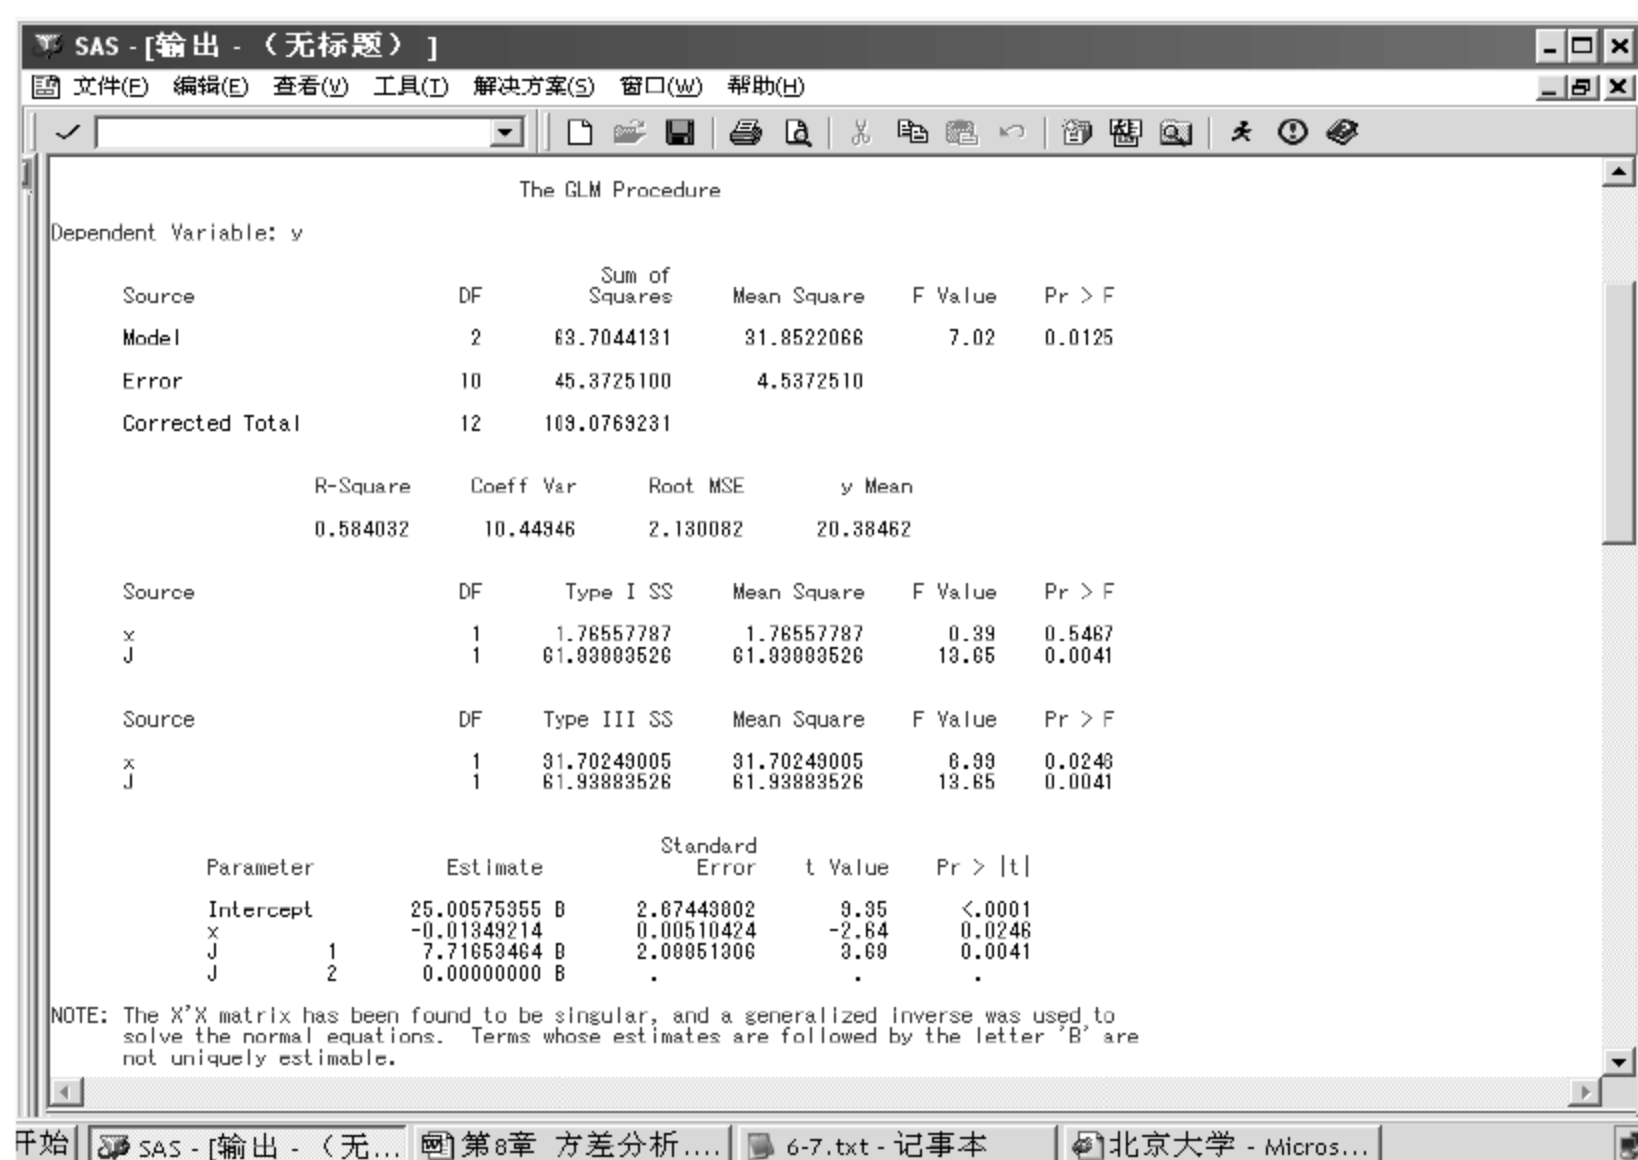 SAS - [输出 - （无标题） ]
文件(F) 编辑(E) 查看(V) 工具(T) 解决方案(S) 窗口(W) 帮助(H)
The GLM Procedure
Dependent Variable: y
Sum of
Source DF Squares Mean Square F Value Pr > F
Model 2 63.7044131 31.8522066 7.02 0.0125
Error 10 45.3725100 4.5372510
Corrected Total 12 109.0769231
R-Square Coeff Var Root MSE y Mean
0.584032 10.44946 2.130082 20.38462
Source DF Type I SS Mean Square F Value Pr > F
x 1 1.76557787 1.76557787 0.39 0.5467
J 1 61.93883526 61.93883526 13.65 0.0041
Source DF Type III SS Mean Square F Value Pr > F
x 1 31.70249005 31.70249005 6.99 0.0246
J 1 61.93883526 61.93883526 13.65 0.0041
Standard
Parameter Estimate Error t Value Pr > |t|
Intercept 25.00575355 B 2.67443802 9.35 <.0001
x -0.01349214 0.00510424 -2.64 0.0246
J 1 7.71653464 B 2.08851306 3.69 0.0041
J 2 0.00000000 B . . .
NOTE: The X'X matrix has been found to be singular, and a generalized inverse was used to
solve the normal equations. Terms whose estimates are followed by the letter 'B' are
not uniquely estimable.
开始 SAS - [输出 - （无... 第8章 方差分析.... 6-7.txt - 记事本 北京大学 - Micros...